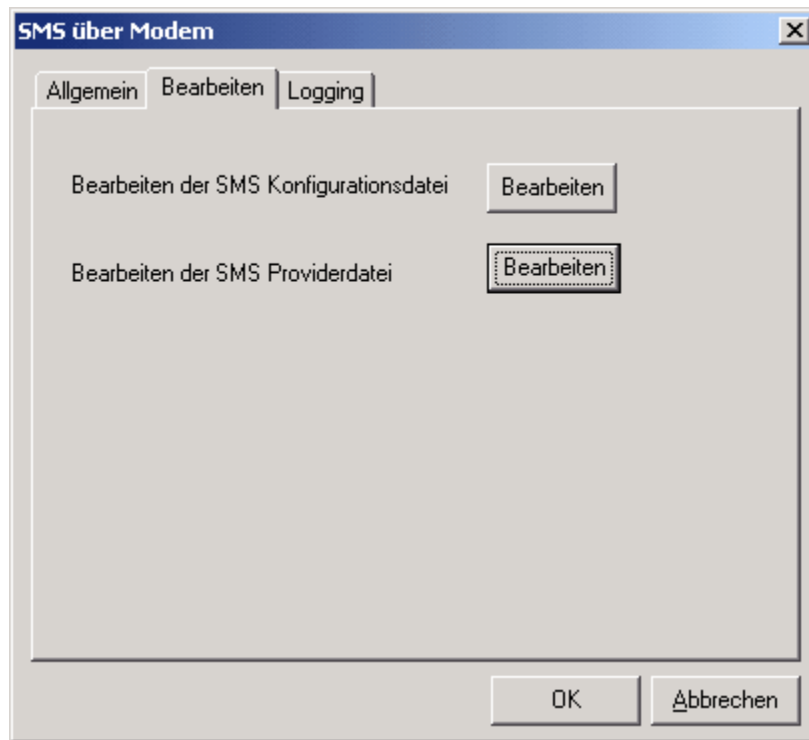 SMS über Modem
Allgemein Bearbeiten Logging
Bearbeiten der SMS Konfigurationsdatei Bearbeiten
Bearbeiten der SMS Providerdatei Bearbeiten
OK Abbrechen